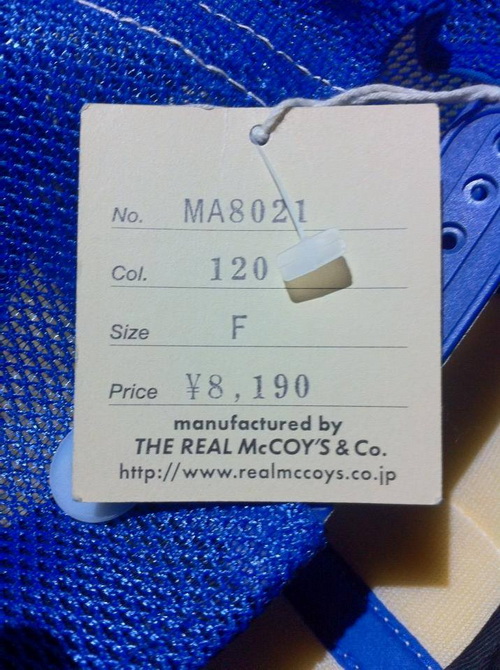 No. MA8021
Col. 120
Size F
Price ¥8,190
manufactured by
THE REAL McCOY'S & Co.
http://www.realmccoys.co.jp